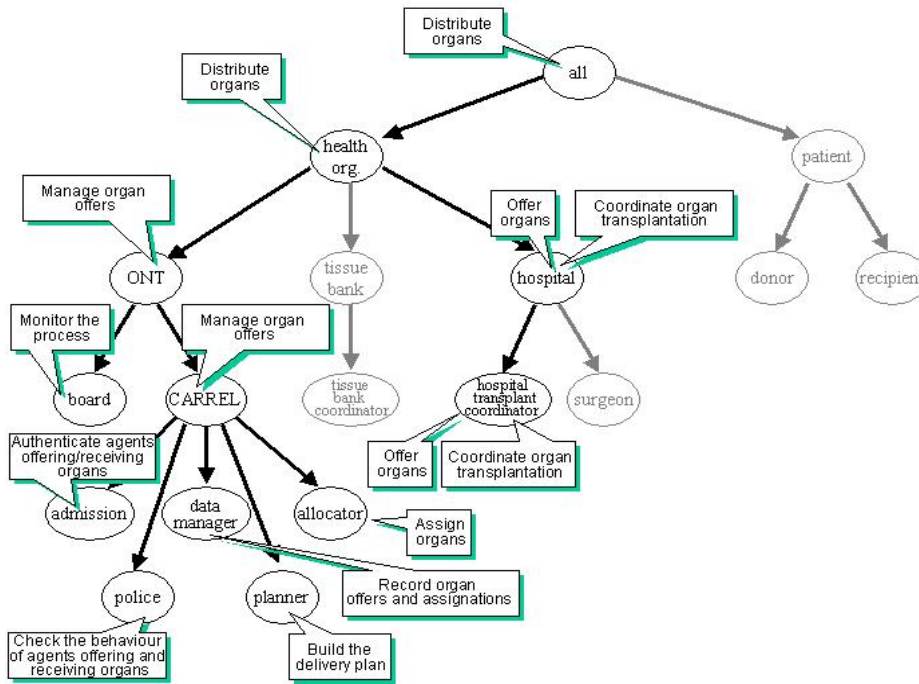 Distribute
organs
all
Distribute
organs
health
org.
patient
Manage organ
offers
Offer
organs
Coordinate organ
transplantation
ONT
tissue
bank
hospital
donor
recipien
Monitor the
process
Manage organ
offers
board
CARREL
tissue
bank
coordinator
hospital
transplant
coordinator
surgeon
Authenticate agents
offering/receiving
organs
Offer
organs
Coordinate organ
transplantation
admission
data
manager
allocator
Assign
organs
police
planner
Record organ
offers and assignations
Check the behaviour
of agents offering and
receiving organs
Build the
delivery plan